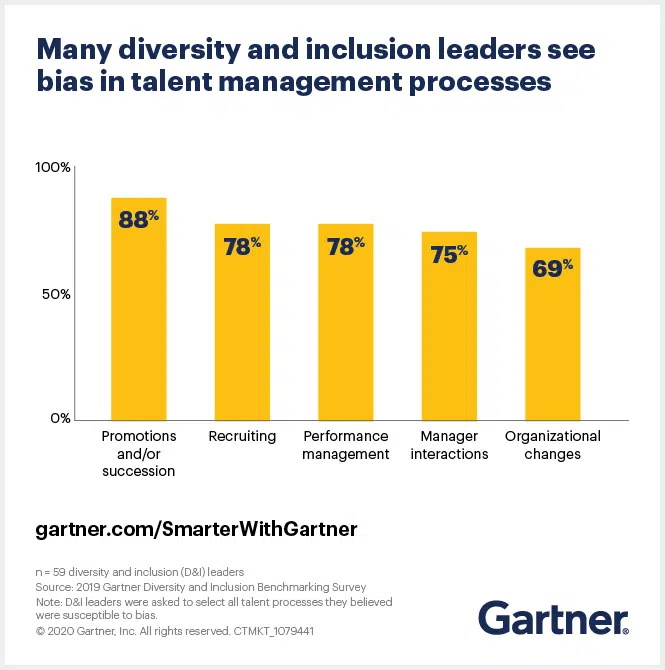 Many diversity and inclusion leaders see
bias in talent management processes
100%
88%
78%
78%
75%
69%
50%
0%
Promotions
and/or
succession
Recruiting
Performance
management
Manager
interactions
Organizational
changes
gartner.com/SmarterWithGartner
n = 59 diversity and inclusion (D&I) leaders
Source: 2019 Gartner Diversity and Inclusion Benchmarking Survey
Note: D&I leaders were asked to select all talent processes they believed
were susceptible to bias.
© 2020 Gartner, Inc. All rights reserved. CTMKT_1079441
Gartner®